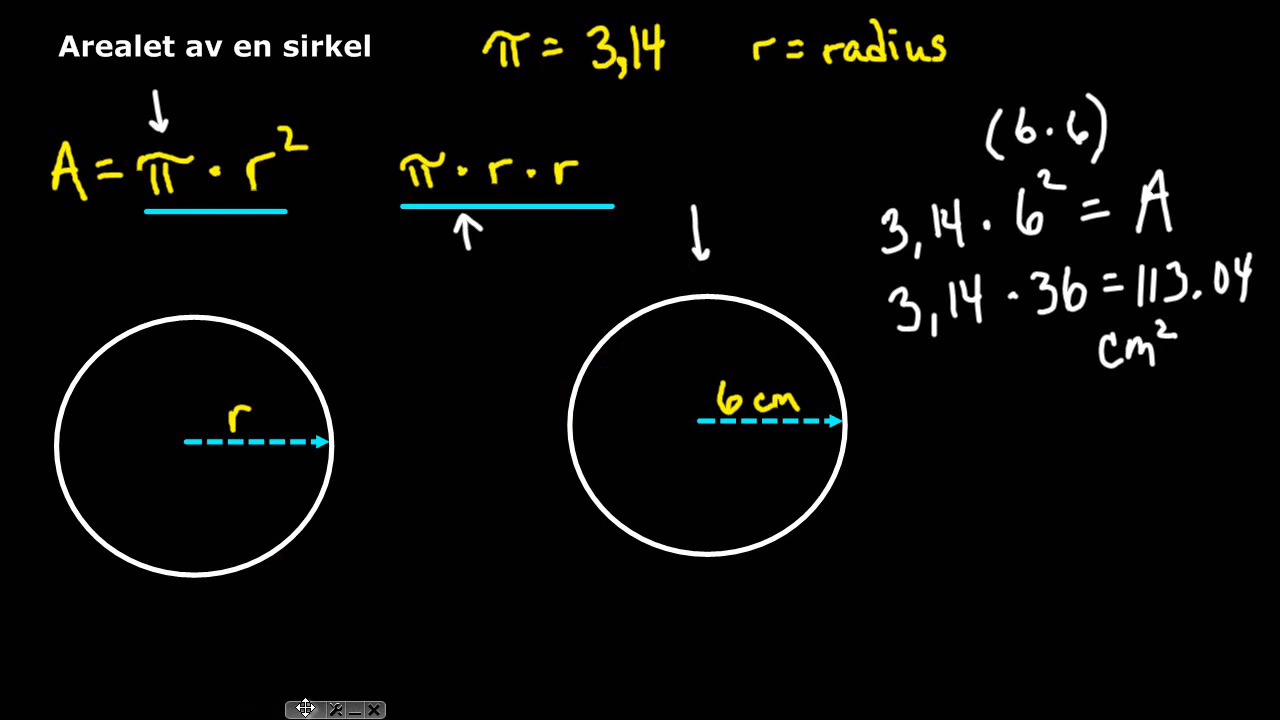 Arealet av en sirkel
π = 3,14
r = radius
A = π · r²
π · r · r
(6 · 6)
3,14 · 6² = A
3,14 · 36 = 113.04
cm²
r
6 cm